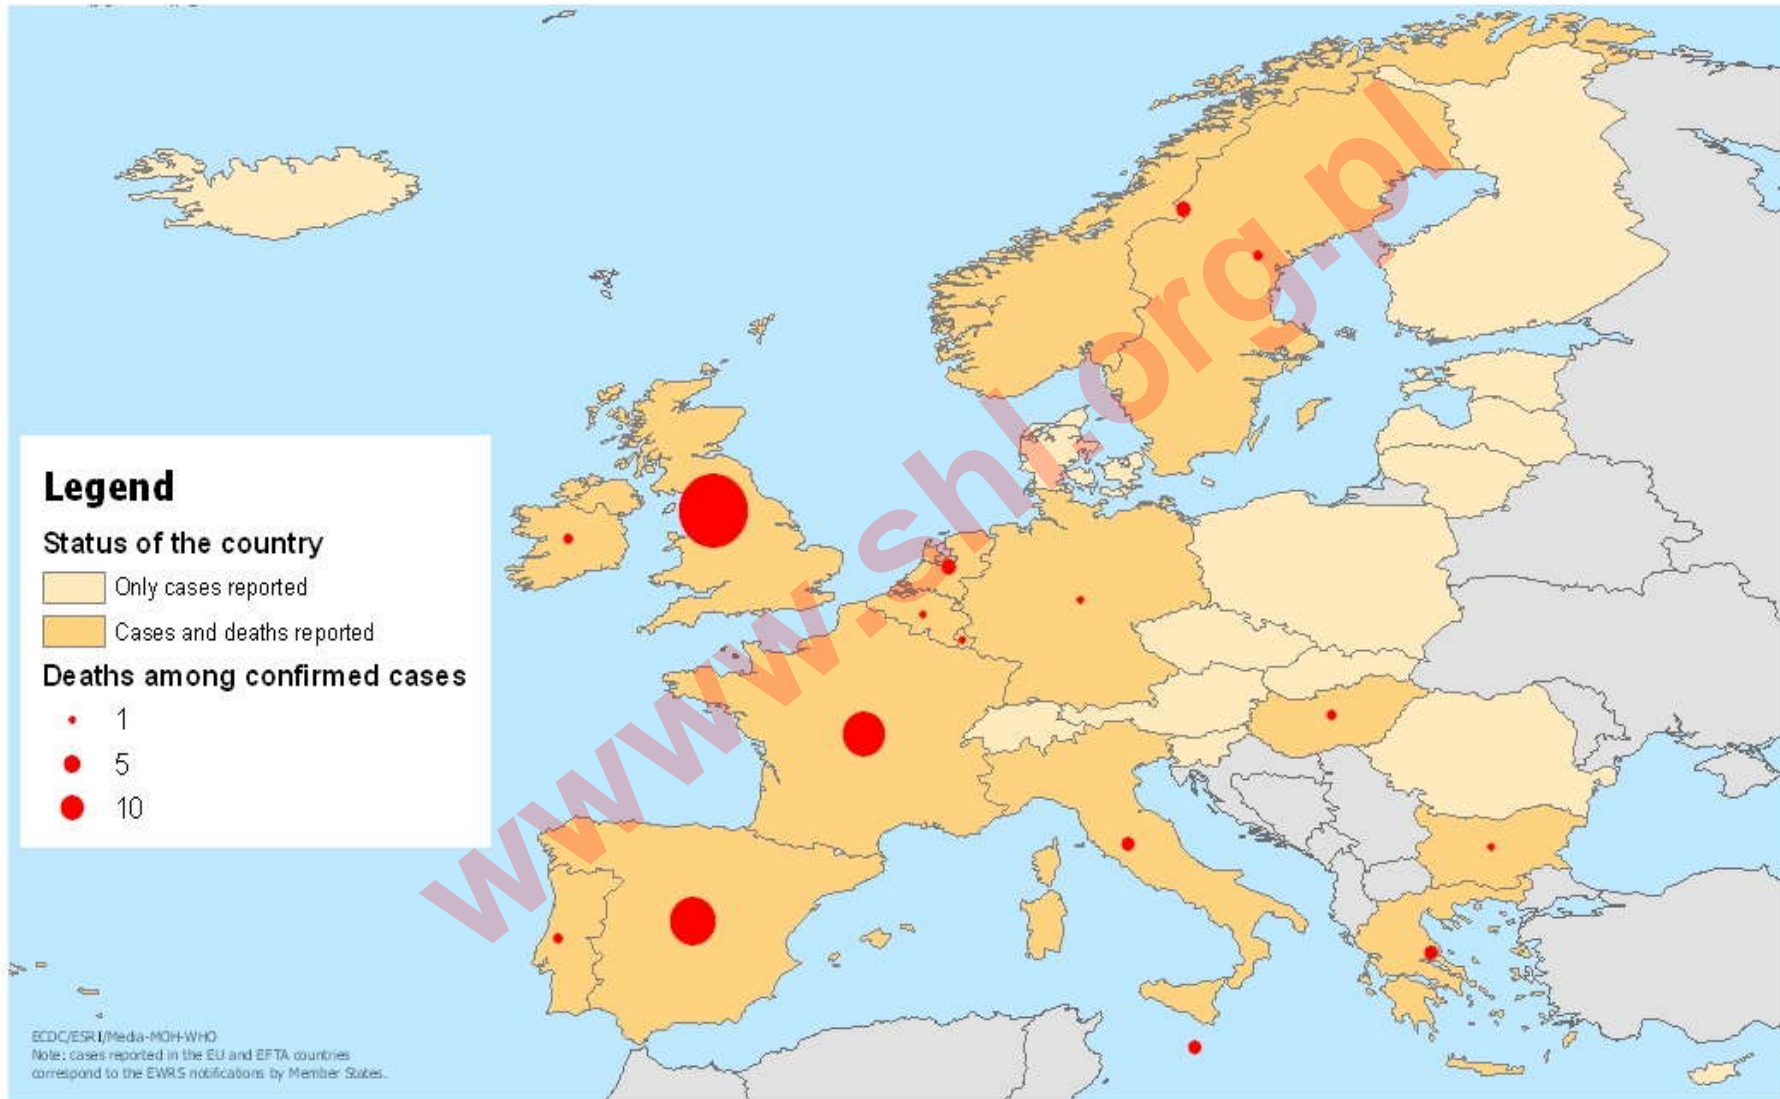 Legend
Status of the country
Only cases reported
Cases and deaths reported
Deaths among confirmed cases
1
5
10
ECDC/ESRI/Media-MOH-WHO
Note: cases reported in the EU and EFTA countries
correspond to the EWRS notifications by Member States.
www.shl.org.pl